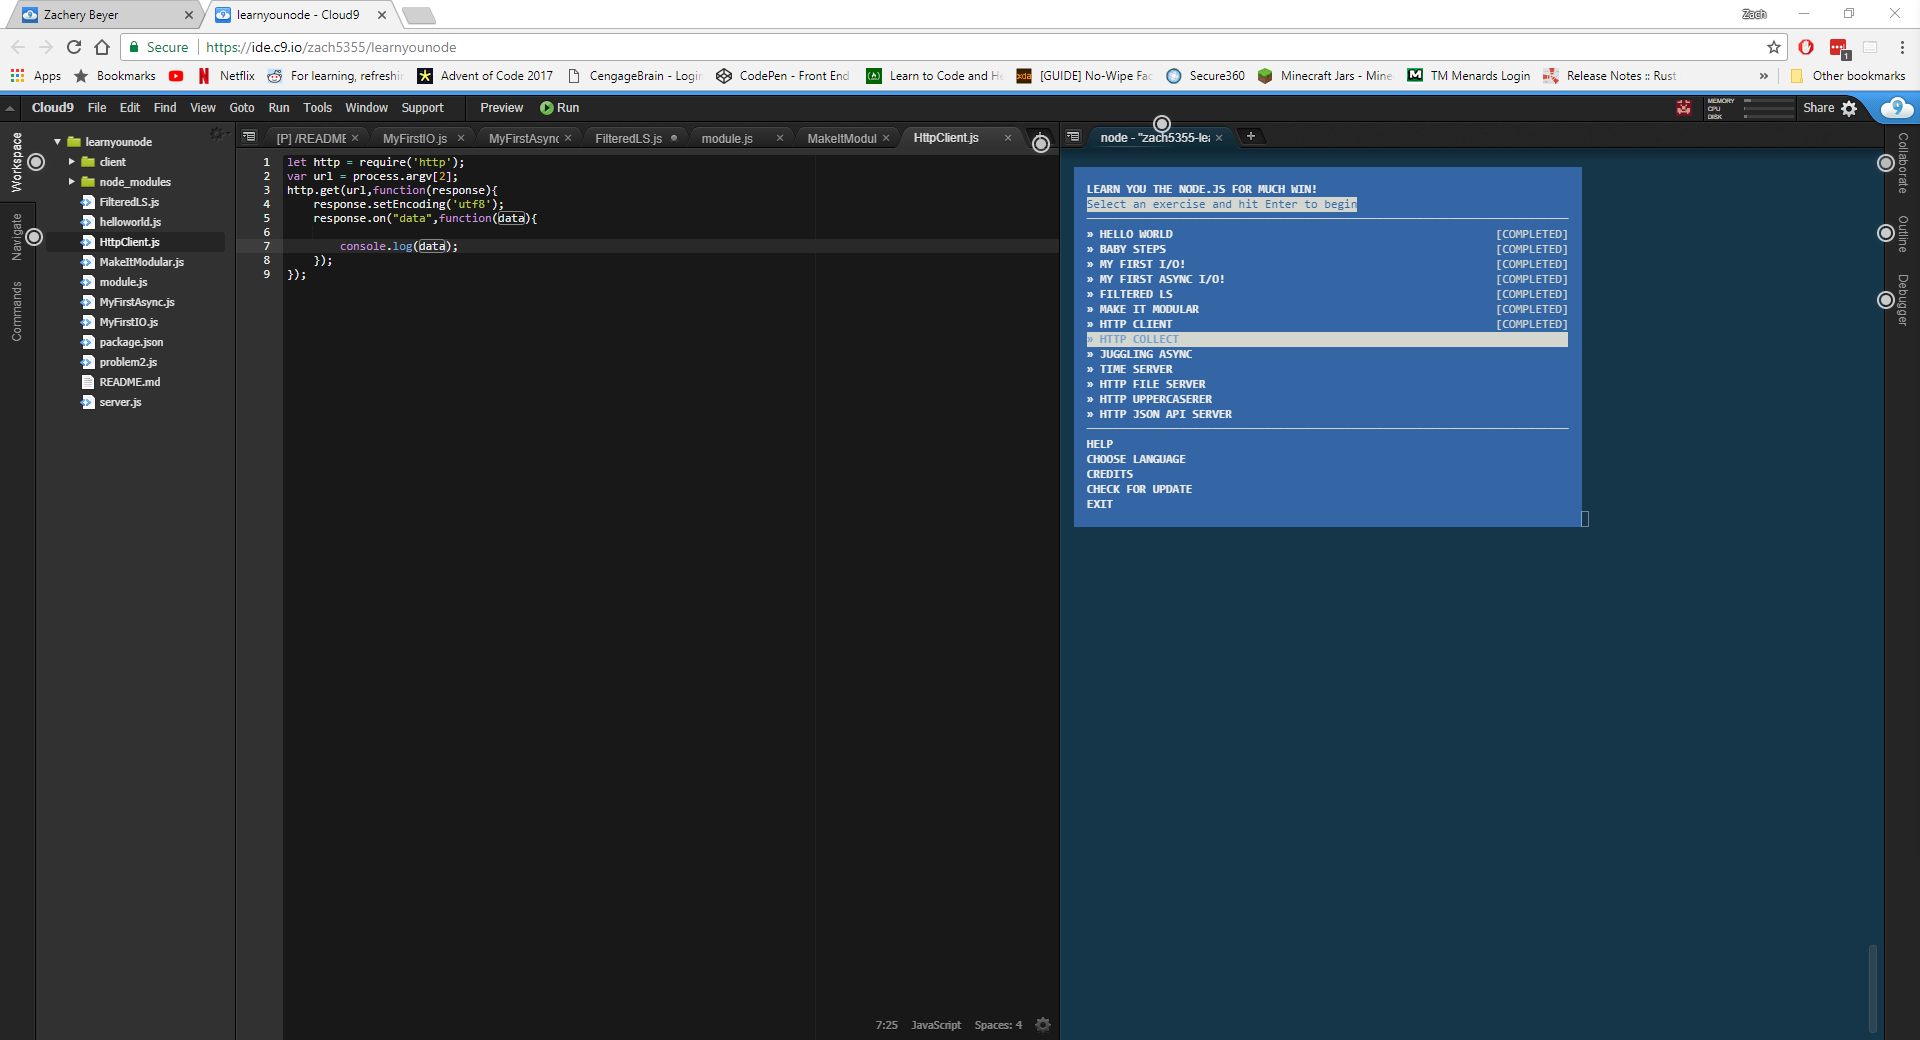 Zachery Beyer
learnyounode - Cloud9
Zach
Secure
https://ide.c9.io/zach5355/learnyounode
Apps
Bookmarks
Netflix
For learning, refreshin
Advent of Code 2017
CengageBrain - Login
CodePen - Front End
Learn to Code and He
[GUIDE] No-Wipe Fac
Secure360
Minecraft Jars - Mine
TM Menards Login
Release Notes :: Rust
»
Other bookmarks
Cloud9 File Edit Find View Goto Run Tools Window Support Preview Run
MEMORY
CPU
DISK
Share
9
Workspace
Navigate
Commands
learnyounode
client
node_modules
FilteredLS.js
helloworld.js
HttpClient.js
MakeItModular.js
module.js
MyFirstAsync.js
MyFirstIO.js
package.json
problem2.js
README.md
server.js
[P] /README
MyFirstIO.js
MyFirstAsync
FilteredLS.js
module.js
MakeItModul
HttpClient.js
1 let http = require('http');
2 var url = process.argv[2];
3 http.get(url,function(response){
4 response.setEncoding('utf8');
5 response.on("data",function(data){
6
7 console.log(data);
8 });
9 });
7:25 JavaScript Spaces: 4
node - "zach5355-lea
LEARN YOU THE NODE.JS FOR MUCH WIN!
Select an exercise and hit Enter to begin
» HELLO WORLD [COMPLETED]
» BABY STEPS [COMPLETED]
» MY FIRST I/O! [COMPLETED]
» MY FIRST ASYNC I/O! [COMPLETED]
» FILTERED LS [COMPLETED]
» MAKE IT MODULAR [COMPLETED]
» HTTP CLIENT [COMPLETED]
» HTTP COLLECT
» JUGGLING ASYNC
» TIME SERVER
» HTTP FILE SERVER
» HTTP UPPERCASERER
» HTTP JSON API SERVER
HELP
CHOOSE LANGUAGE
CREDITS
CHECK FOR UPDATE
EXIT
Collaborate
Outline
Debugger